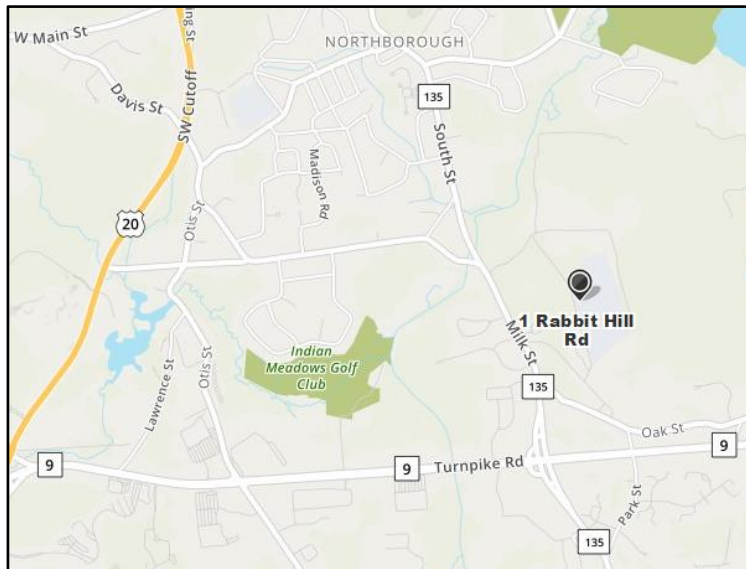 ng St
W Main St
NORTHBOROUGH
SW Cutoff
135
Davis St
South St
Madison Rd
20
Otis St
1 Rabbit Hill
Rd
Milk St
Indian
Meadows Golf
Club
Otis St
Lawrence St
135
Oak St
9
9
Turnpike Rd
9
Park St
135